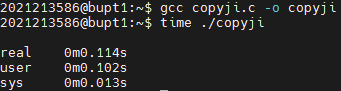 2021213586@bupt1:~$ gcc copyji.c -o copyji
2021213586@bupt1:~$ time ./copyji
real 0m0.114s
user 0m0.102s
sys 0m0.013s